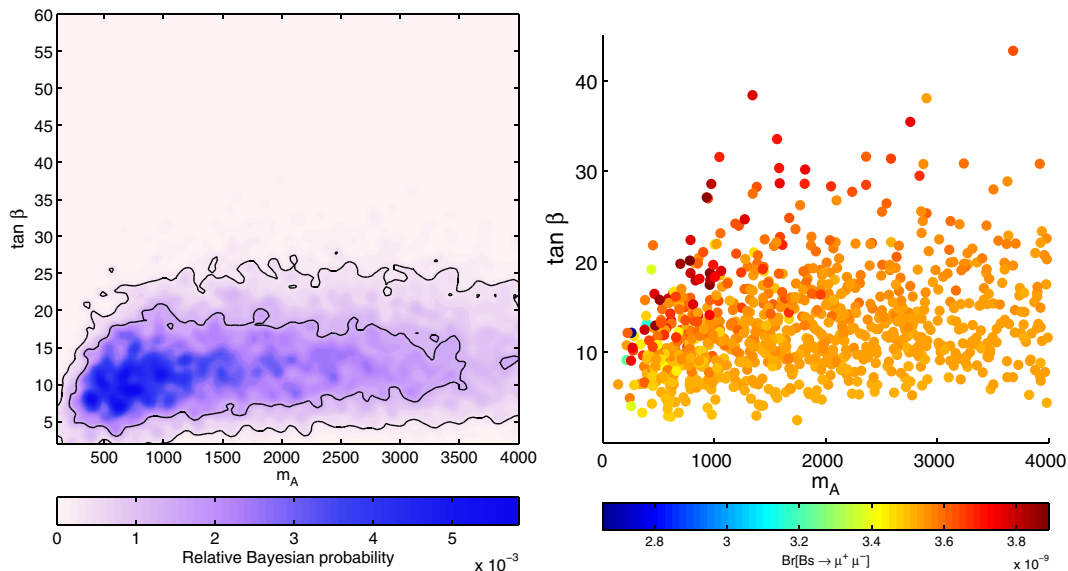 60
55
50
45
40
35
30
25
20
15
10
5
tan β
500 1000 1500 2000 2500 3000 3500 4000
m_A
0 1 2 3 4 5
Relative Bayesian probability
x 10⁻³
40
30
20
10
tan β
0 1000 2000 3000 4000
m_A
2.8 3 3.2 3.4 3.6 3.8
Br[Bs → μ⁺ μ⁻]
x 10⁻⁹